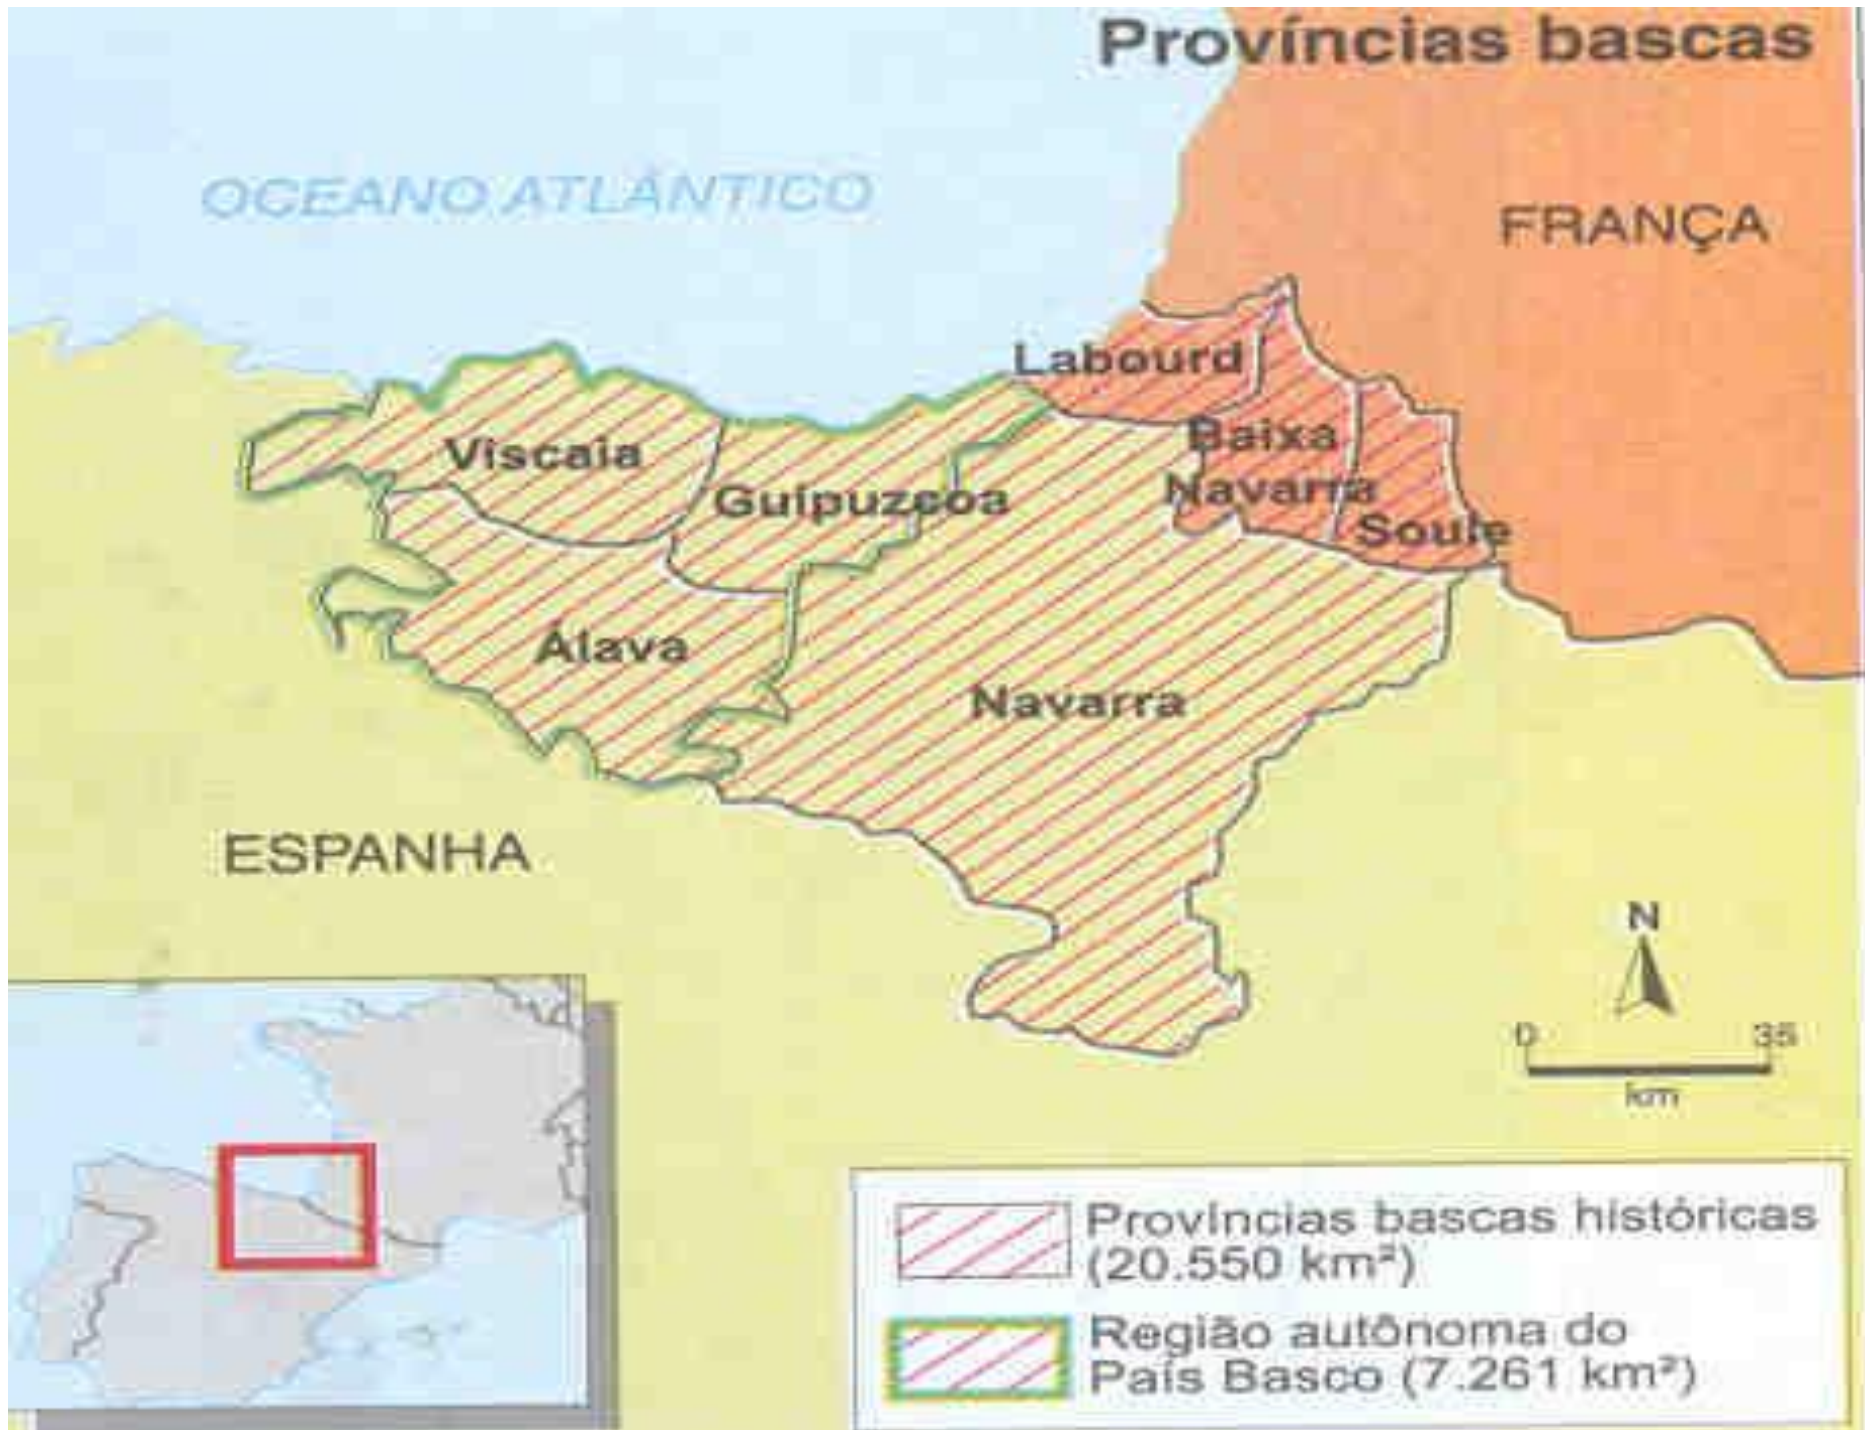 Províncias bascas
OCEANO ATLÁNTICO
FRANÇA
Labourd
Viscaia
Baixa
Navarra
Guipuzcoa
Soule
Álava
Navarra
ESPANHA
N
0 35
km
Províncias bascas históricas
(20.550 km²)
Região autônoma do
País Basco (7.261 km²)